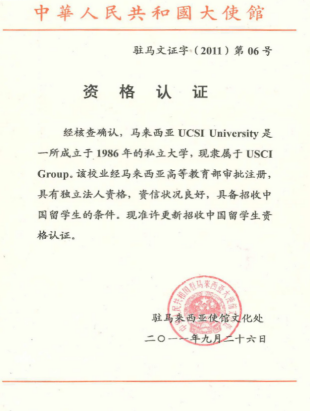 中華人民共和國大使館
驻马文证字(2011)第06号
资格认证
经核查确认，马来西亚 UCSI University 是
一所成立于 1986 年的私立大学，现隶属于 USCI
Group。该校业经马来西亚高等教育部审批注册，
具有独立法人资格，资信状况良好，具备招收中
国留学生的条件。现准许更新招收中国留学生资
格认证。
驻马来西亚使馆文化处
二〇一一年九月二十六日